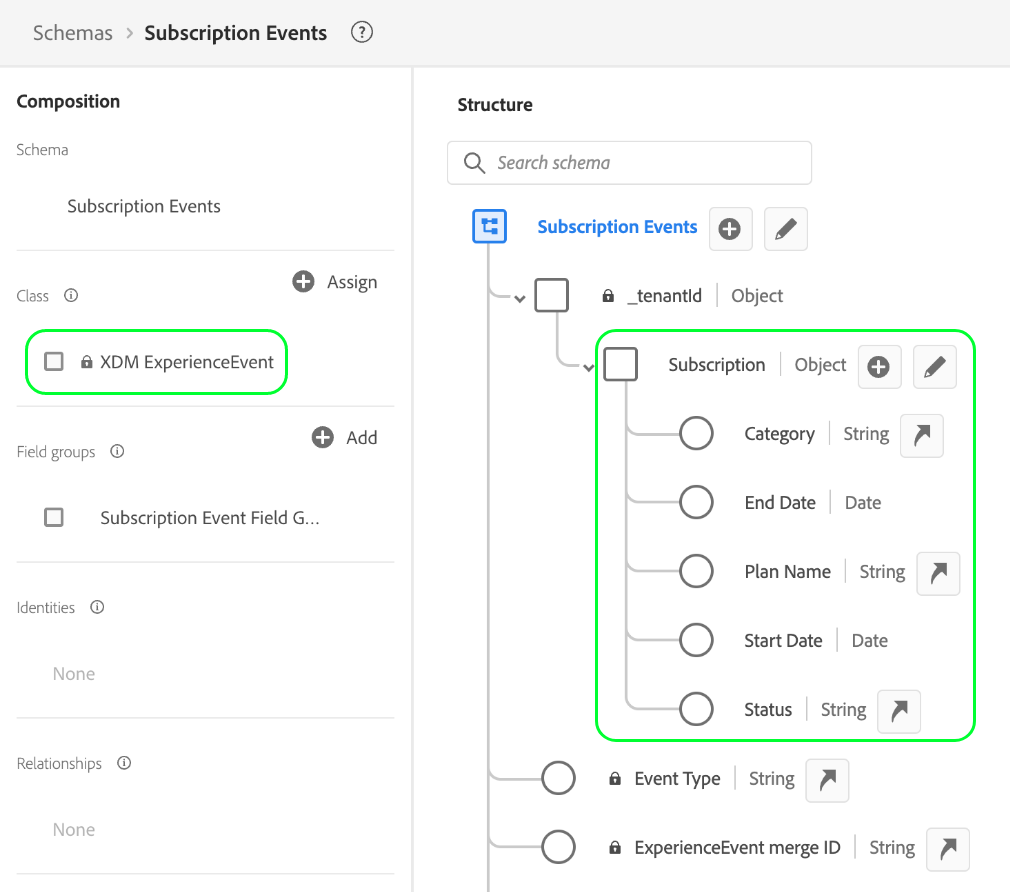 Schemas > Subscription Events ?
Composition
Schema
Subscription Events
Class
Assign
XDM ExperienceEvent
Field groups
Add
Subscription Event Field G...
Identities
None
Relationships
None
Structure
Search schema
Subscription Events
_tenantId | Object
Subscription | Object
Category | String
End Date | Date
Plan Name | String
Start Date | Date
Status | String
Event Type | String
ExperienceEvent merge ID | String